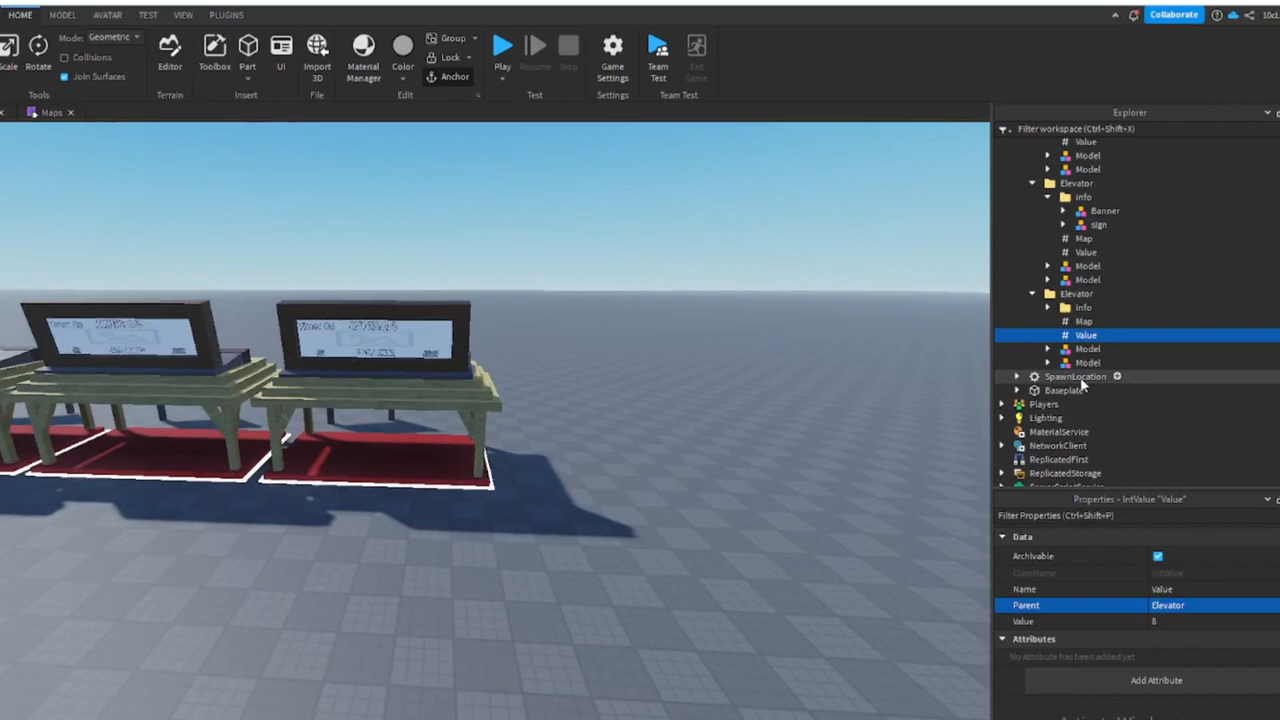 HOME MODEL AVATAR TEST VIEW PLUGINS
Collaborate
Mode: Geometric
Collisions
Join Surfaces
Scale Rotate
Tools
Editor
Terrain
Toolbox Part UI
Insert
Import 3D
File
Material Manager
Color
Group
Lock
Anchor
Edit
Play Resume Stop
Test
Game Settings
Settings
Team Test
Exit Game
Team Test
Maps
Explorer
Filter workspace (Ctrl+Shift+X)
# Value
Model
Model
Elevator
info
Banner
sign
# Map
# Value
Model
Model
Elevator
info
# Map
# Value
Model
Model
SpawnLocation
Baseplate
Players
Lighting
MaterialService
NetworkClient
ReplicatedFirst
ReplicatedStorage
Properties - IntValue "Value"
Filter Properties (Ctrl+Shift+P)
Data
Archivable
ClassName IntValue
Name Value
Parent Elevator
Value 8
Attributes
No Attribute has been added yet
Add Attribute